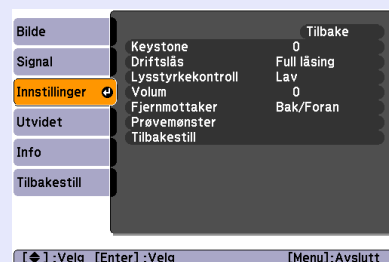 Bilde
Signal
Innstillinger
Utvidet
Info
Tilbakestill
Tilbake
Keystone 0
Driftslås Full låsing
Lysstyrkekontroll Lav
Volum 0
Fjernmottaker Bak/Foran
Prøvemønster
Tilbakestill
[◆] :Velg [Enter] :Velg [Menu]:Avslutt